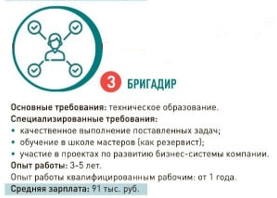 3 БРИГАДИР
Основные требования: техническое образование.
Специализированные требования:
• качественное выполнение поставленных задач;
• обучение в школе мастеров (как резервист);
• участие в проектах по развитию бизнес-системы компании.
Опыт работы: 3-5 лет.
Опыт работы квалифицированным рабочим: от 1 года.
Средняя зарплата: 91 тыс. руб.